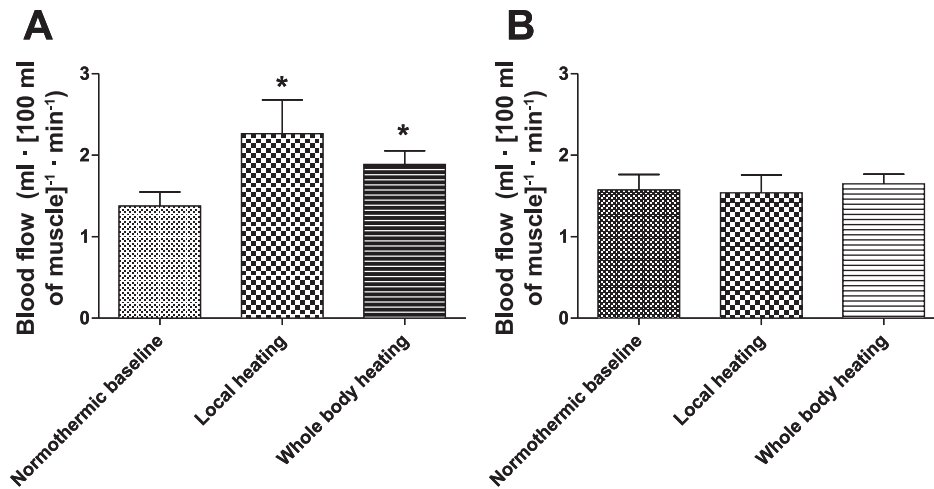 A
Blood flow (ml · [100 ml
of muscle]⁻¹ · min⁻¹)
3
2
1
0
*
*
Normothermic baseline
Local heating
Whole body heating
B
Blood flow (ml · [100 ml
of muscle]⁻¹ · min⁻¹)
3
2
1
0
Normothermic baseline
Local heating
Whole body heating